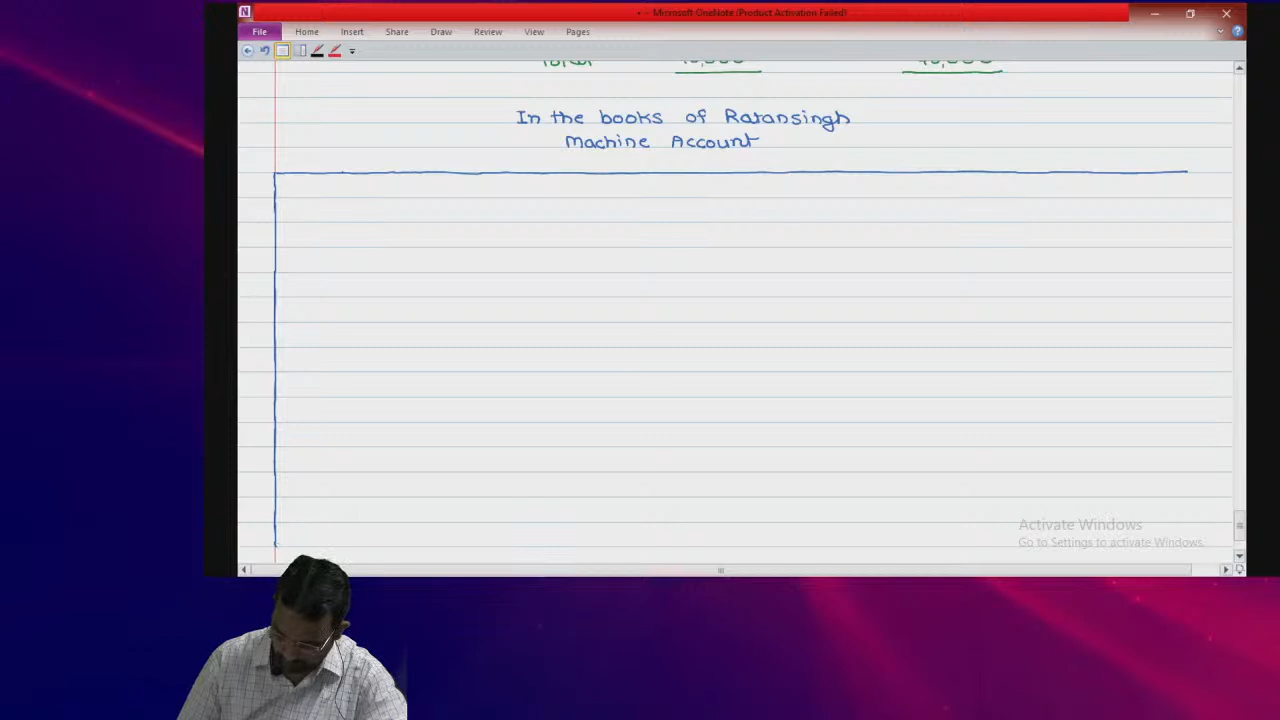 Microsoft OneNote (Product Activation Failed)
File Home Insert Share Draw Review View Pages
In the books of Ratansingh
Machine Account
Activate Windows
Go to Settings to activate Windows.